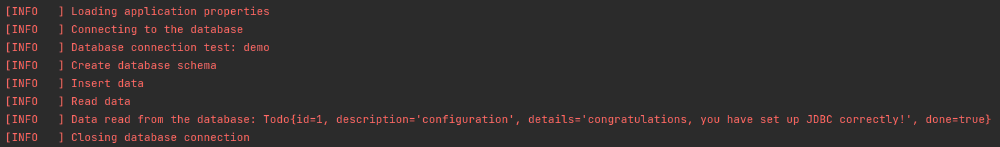 [INFO   ] Loading application properties
[INFO   ] Connecting to the database
[INFO   ] Database connection test: demo
[INFO   ] Create database schema
[INFO   ] Insert data
[INFO   ] Read data
[INFO   ] Data read from the database: Todo{id=1, description='configuration', details='congratulations, you have set up JDBC correctly!', done=true}
[INFO   ] Closing database connection